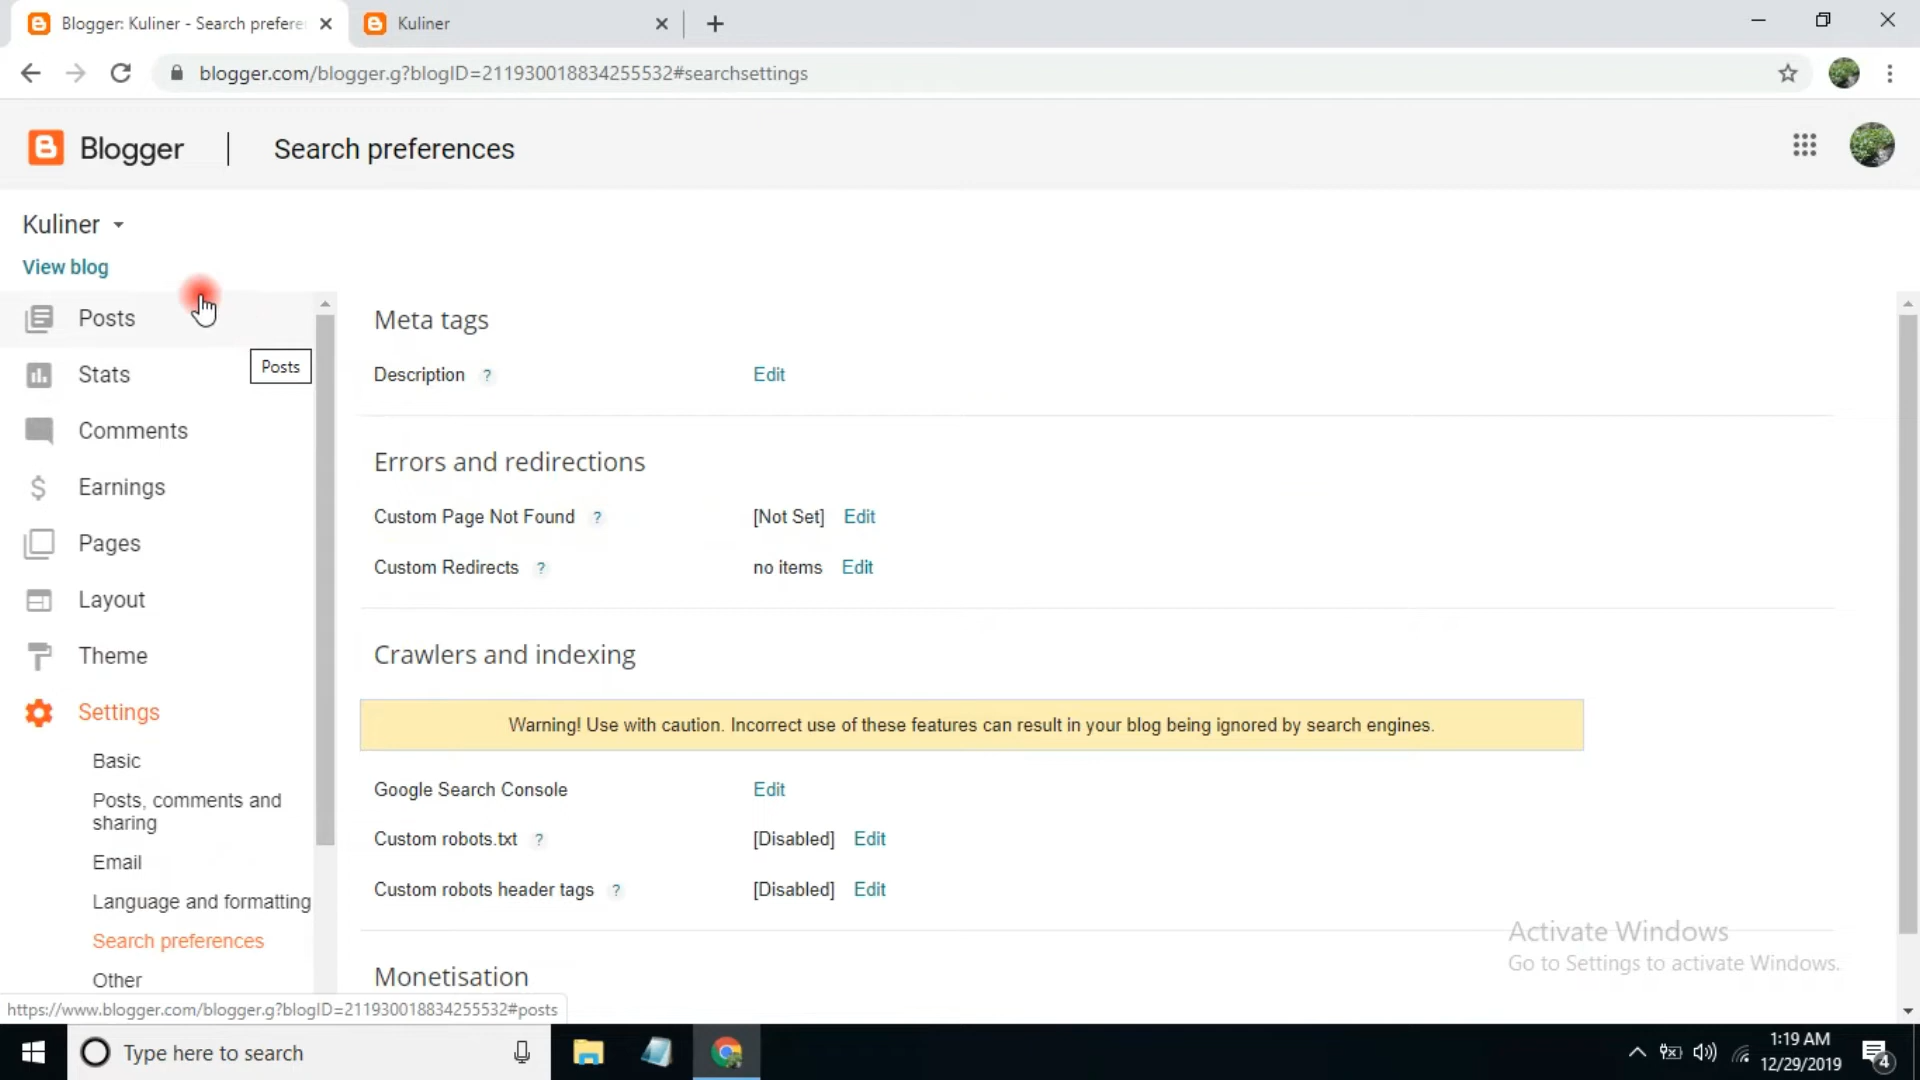 Blogger: Kuliner - Search prefere
Kuliner
blogger.com/blogger.g?blogID=211930018834255532#searchsettings
Blogger
Search preferences
Kuliner
View blog
Posts
Posts
Stats
Comments
Earnings
Pages
Layout
Theme
Settings
Basic
Posts, comments and
sharing
Email
Language and formatting
Search preferences
Other
Meta tags
Description ? Edit
Errors and redirections
Custom Page Not Found ? [Not Set] Edit
Custom Redirects ? no items Edit
Crawlers and indexing
Warning! Use with caution. Incorrect use of these features can result in your blog being ignored by search engines.
Google Search Console Edit
Custom robots.txt ? [Disabled] Edit
Custom robots header tags ? [Disabled] Edit
Monetisation
Activate Windows
Go to Settings to activate Windows.
https://www.blogger.com/blogger.g?blogID=211930018834255532#posts
Type here to search
1:19 AM
12/29/2019
4